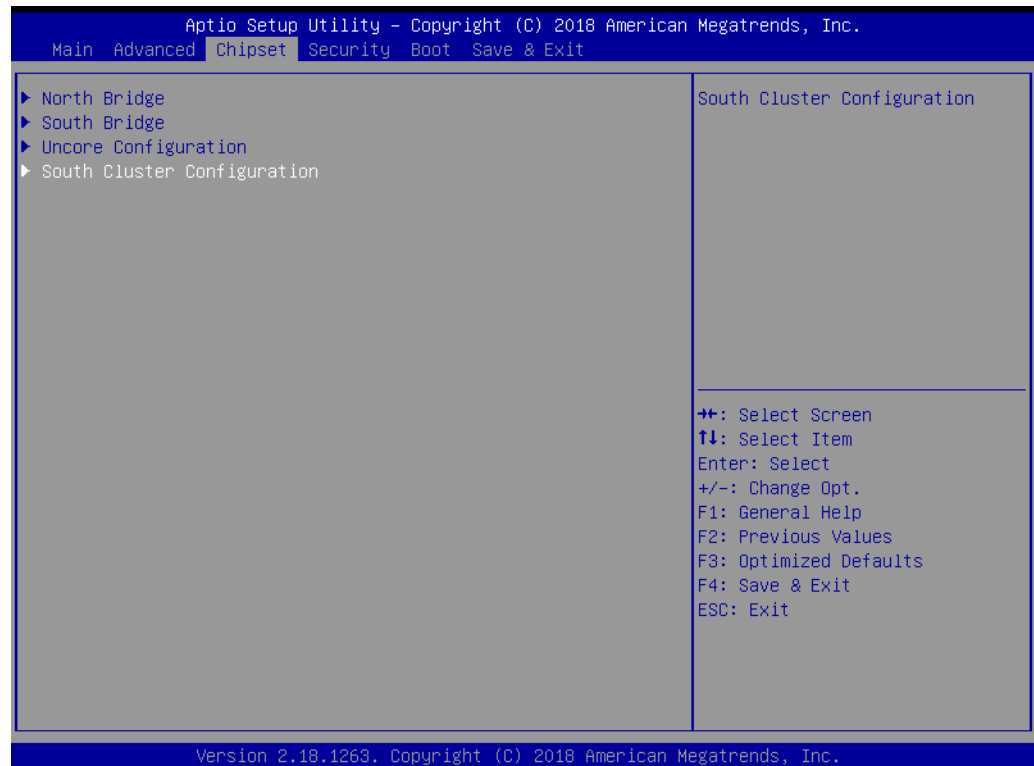 Aptio Setup Utility – Copyright (C) 2018 American Megatrends, Inc.
Main Advanced Chipset Security Boot Save & Exit
▶ North Bridge
▶ South Bridge
▶ Uncore Configuration
▶ South Cluster Configuration
South Cluster Configuration
→←: Select Screen
↑↓: Select Item
Enter: Select
+/-: Change Opt.
F1: General Help
F2: Previous Values
F3: Optimized Defaults
F4: Save & Exit
ESC: Exit
Version 2.18.1263. Copyright (C) 2018 American Megatrends, Inc.